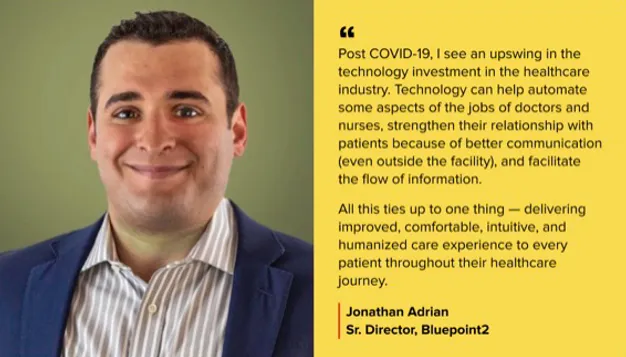 “
Post COVID-19, I see an upswing in the
technology investment in the healthcare
industry. Technology can help automate
some aspects of the jobs of doctors and
nurses, strengthen their relationship with
patients because of better communication
(even outside the facility), and facilitate
the flow of information.
All this ties up to one thing — delivering
improved, comfortable, intuitive, and
humanized care experience to every
patient throughout their healthcare
journey.
Jonathan Adrian
Sr. Director, Bluepoint2